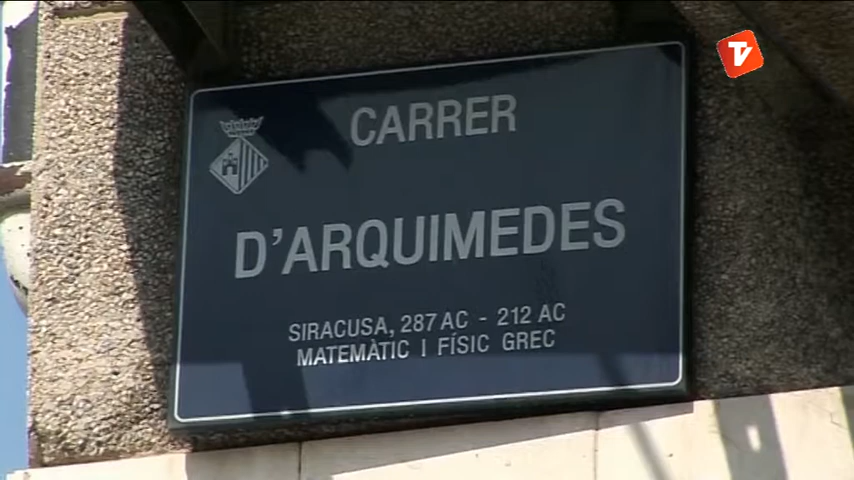 CARRER
D'ARQUIMEDES
SIRACUSA, 287 AC - 212 AC
MATEMÀTIC I FÍSIC GREC
T